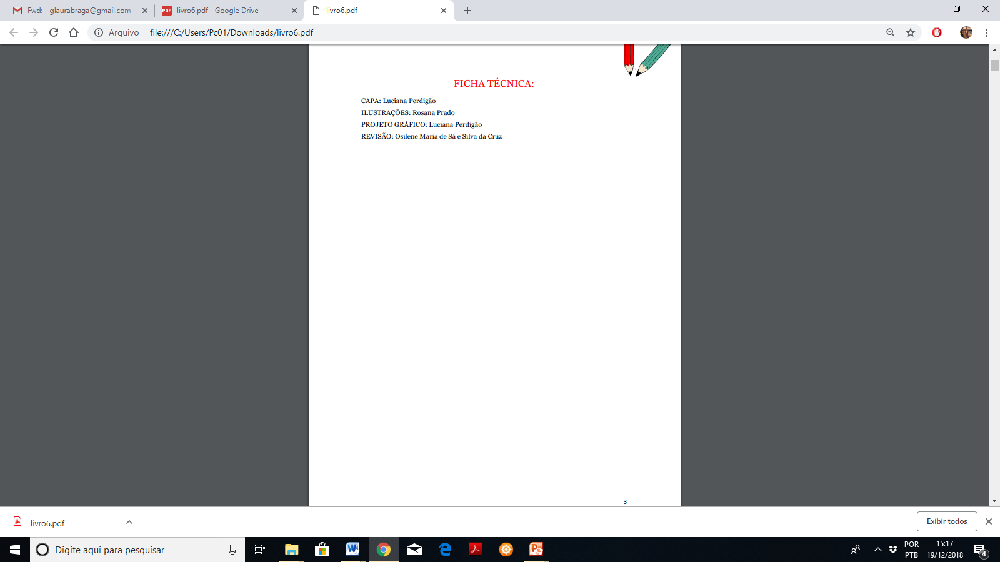 Fwd: - glaurabraga@gmail.com -
livro6.pdf - Google Drive
livro6.pdf
Arquivo
file:///C:/Users/Pc01/Downloads/livro6.pdf
FICHA TÉCNICA:
CAPA: Luciana Perdigão
ILUSTRAÇÕES: Rosana Prado
PROJETO GRÁFICO: Luciana Perdigão
REVISÃO: Osilene Maria de Sá e Silva da Cruz
3
livro6.pdf
Exibir todos
Digite aqui para pesquisar
POR
PTB
15:17
19/12/2018
4